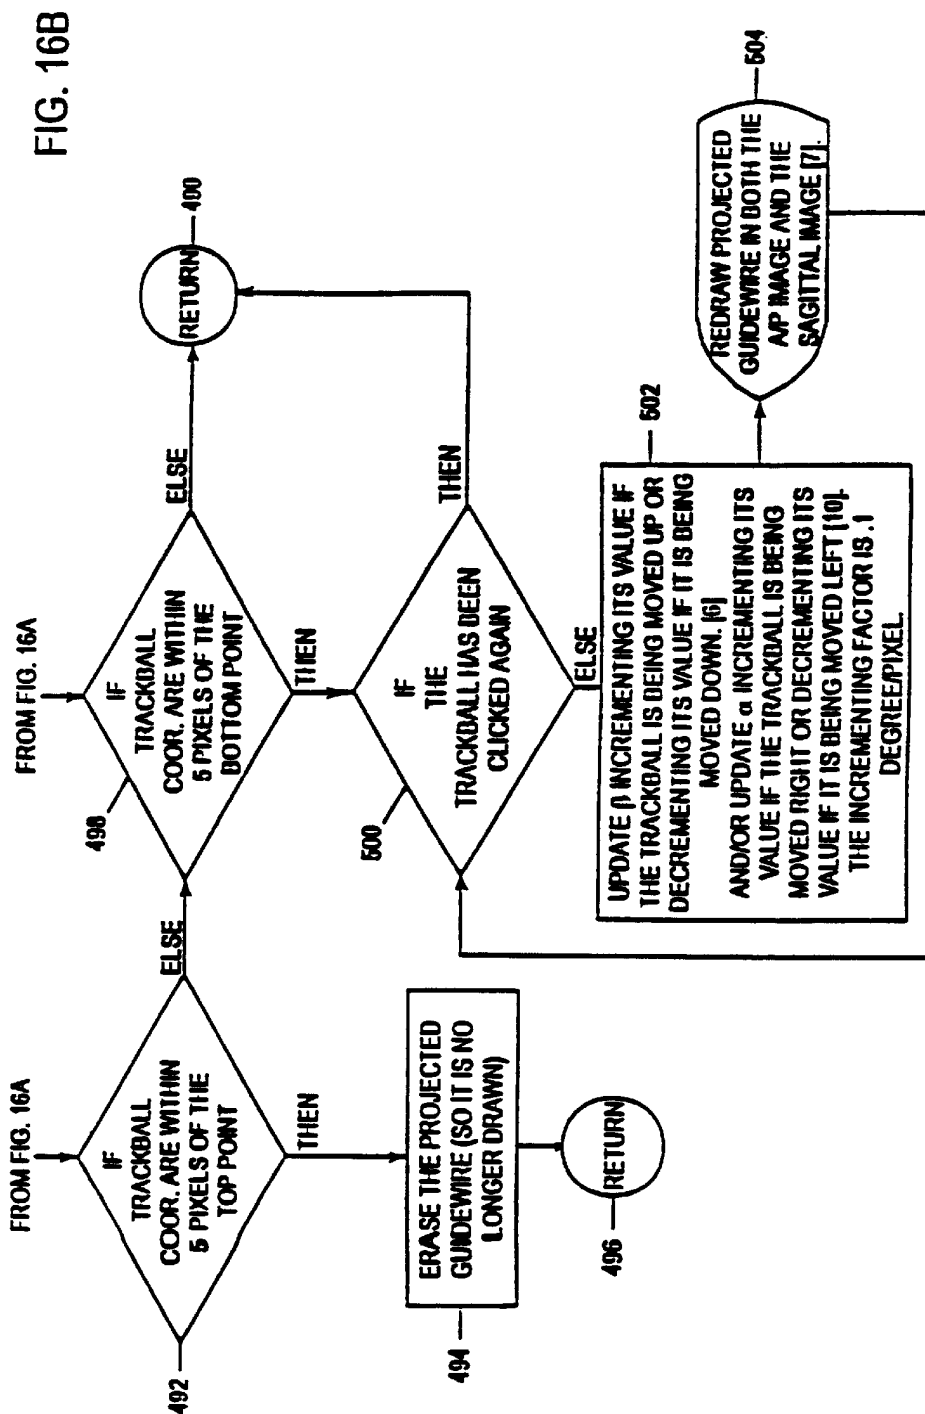 FIG. 16B
FROM FIG. 16A
IF
TRACKBALL
COOR. ARE WITHIN
5 PIXELS OF THE
TOP POINT
492
ELSE
THEN
ERASE THE PROJECTED
GUIDEWIRE (SO IT IS NO
LONGER DRAWN)
494
RETURN
496
FROM FIG. 16A
IF
TRACKBALL
COOR. ARE WITHIN
5 PIXELS OF THE
BOTTOM POINT
498
ELSE
THEN
RETURN
490
IF
THE
TRACKBALL HAS BEEN
CLICKED AGAIN
500
THEN
ELSE
UPDATE β INCREMENTING ITS VALUE IF
THE TRACKBALL IS BEING MOVED UP OR
DECREMENTING ITS VALUE IF IT IS BEING
MOVED DOWN. [6]
AND/OR UPDATE α INCREMENTING ITS
VALUE IF THE TRACKBALL IS BEING
MOVED RIGHT OR DECREMENTING ITS
VALUE IF IT IS BEING MOVED LEFT [10].
THE INCREMENTING FACTOR IS .1
DEGREE/PIXEL.
502
REDRAW PROJECTED
GUIDEWIRE IN BOTH THE
A/P IMAGE AND THE
SAGITTAL IMAGE [7].
504